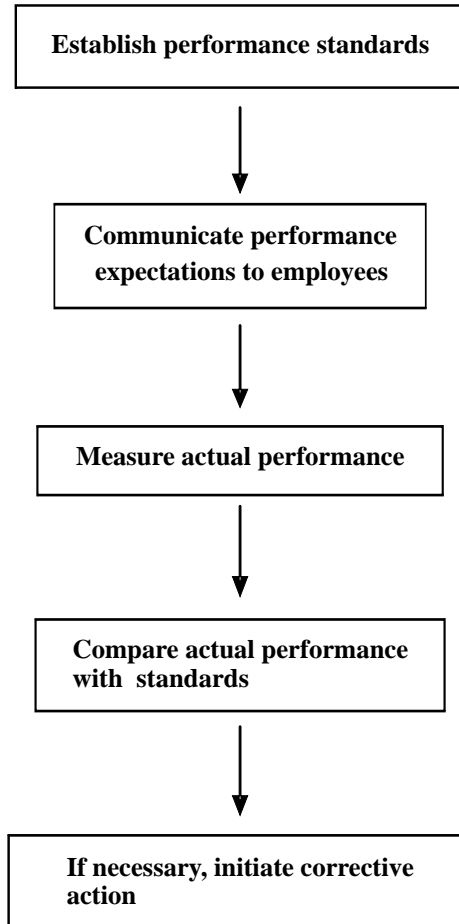 Establish performance standards
Communicate performance
expectations to employees
Measure actual performance
Compare actual performance
with standards
If necessary, initiate corrective
action